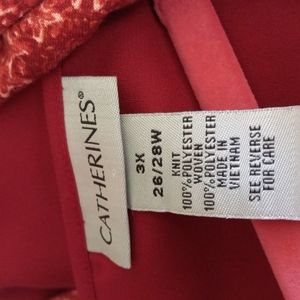 CATHERINES®
3X
26/28W
KNIT
100%POLYESTER
WOVEN
100%POLYESTER
MADE IN
VIETNAM
SEE REVERSE
FOR CARE